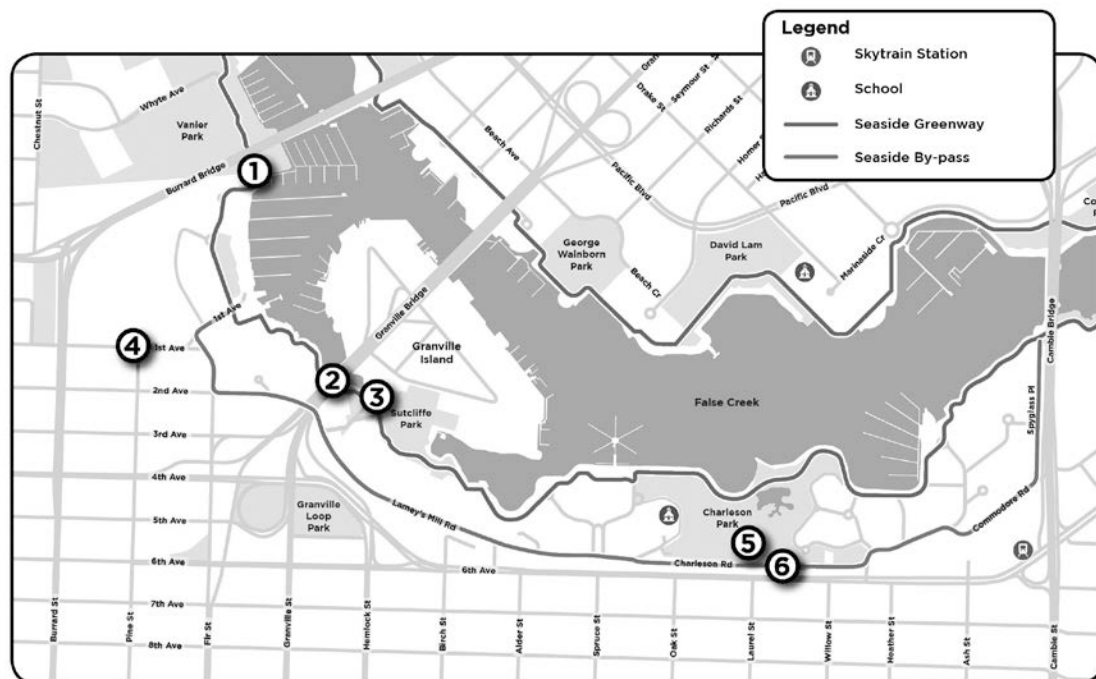 Legend
Skytrain Station
School
Seaside Greenway
Seaside By-pass
Chestnut St
Whyte Ave
Vanier
Park
Burrard Bridge
1
Beach Ave
Drake St
Seymour St
Richards St
Pacific Blvd
Pacific Blvd
George
Wainborn
Park
David Lam
Park
Beach Cr
Marinaside Cr
Cambie Bridge
1st Ave
Granville Bridge
Granville
Island
4
1st Ave
2
3
2nd Ave
Sutcliffe
Park
False Creek
Spyglass Pl
3rd Ave
4th Ave
Granville
Loop
Park
Lamey's Mill Rd
5th Ave
Charleson
Park
5
Commodore Rd
6th Ave
6th Ave
Charleson Rd
6
7th Ave
8th Ave
Burrard St
Pine St
Fir St
Granville St
Hemlock St
Birch St
Alder St
Spruce St
Oak St
Laurel St
Willow St
Heather St
Ash St
Cambie St